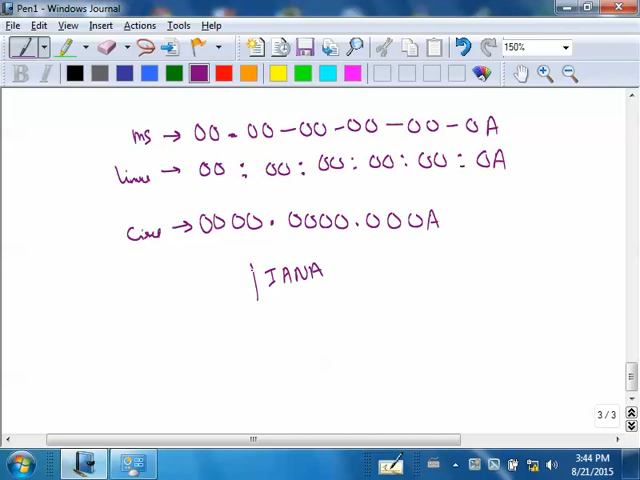 Pen1 - Windows Journal
File Edit View Insert Actions Tools Help
150%
B I
ms → 00 - 00 - 00 - 00 - 00 - 0A
linux → 00 : 00 : 00 : 00 : 00 : 0A
Cisco → 0000 . 0000 . 000A
IANA
3 / 3
3:44 PM
8/21/2015